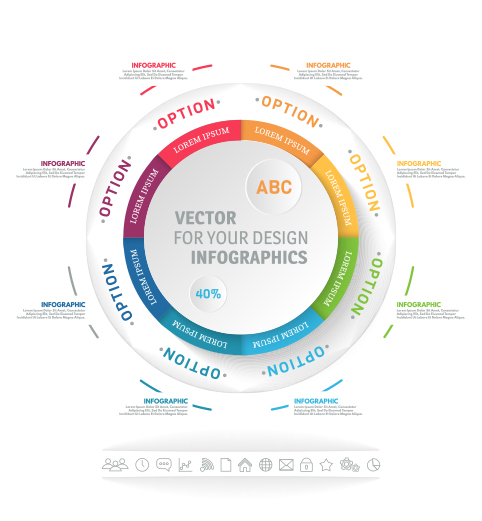 INFOGRAPHIC
Lorem Ipsum Dolor Sit Amet, Consectetur
Adipiscing Elit, Sed Do Eiusmod Tempor
Incididunt Ut Labore Et Dolore Magna Aliqua
INFOGRAPHIC
Lorem Ipsum Dolor Sit Amet, Consectetur
Adipiscing Elit, Sed Do Eiusmod Tempor
Incididunt Ut Labore Et Dolore Magna Aliqua
OPTION
OPTION
LOREM IPSUM
LOREM IPSUM
INFOGRAPHIC
Lorem Ipsum Dolor Sit Amet, Consectetur
Adipiscing Elit, Sed Do Eiusmod Tempor
Incididunt Ut Labore Et Dolore Magna Aliqua
OPTION
LOREM IPSUM
LOREM IPSUM
OPTION
INFOGRAPHIC
Lorem Ipsum Dolor Sit Amet, Consectetur
Adipiscing Elit, Sed Do Eiusmod Tempor
Incididunt Ut Labore Et Dolore Magna Aliqua
ABC
VECTOR
FOR YOUR DESIGN
INFOGRAPHICS
40%
INFOGRAPHIC
Lorem Ipsum Dolor Sit Amet, Consectetur
Adipiscing Elit, Sed Do Eiusmod Tempor
Incididunt Ut Labore Et Dolore Magna Aliqua
OPTION
LOREM IPSUM
LOREM IPSUM
OPTION
INFOGRAPHIC
Lorem Ipsum Dolor Sit Amet, Consectetur
Adipiscing Elit, Sed Do Eiusmod Tempor
Incididunt Ut Labore Et Dolore Magna Aliqua
LOREM IPSUM
LOREM IPSUM
OPTION
OPTION
INFOGRAPHIC
Lorem Ipsum Dolor Sit Amet, Consectetur
Adipiscing Elit, Sed Do Eiusmod Tempor
Incididunt Ut Labore Et Dolore Magna Aliqua
INFOGRAPHIC
Lorem Ipsum Dolor Sit Amet, Consectetur
Adipiscing Elit, Sed Do Eiusmod Tempor
Incididunt Ut Labore Et Dolore Magna Aliqua